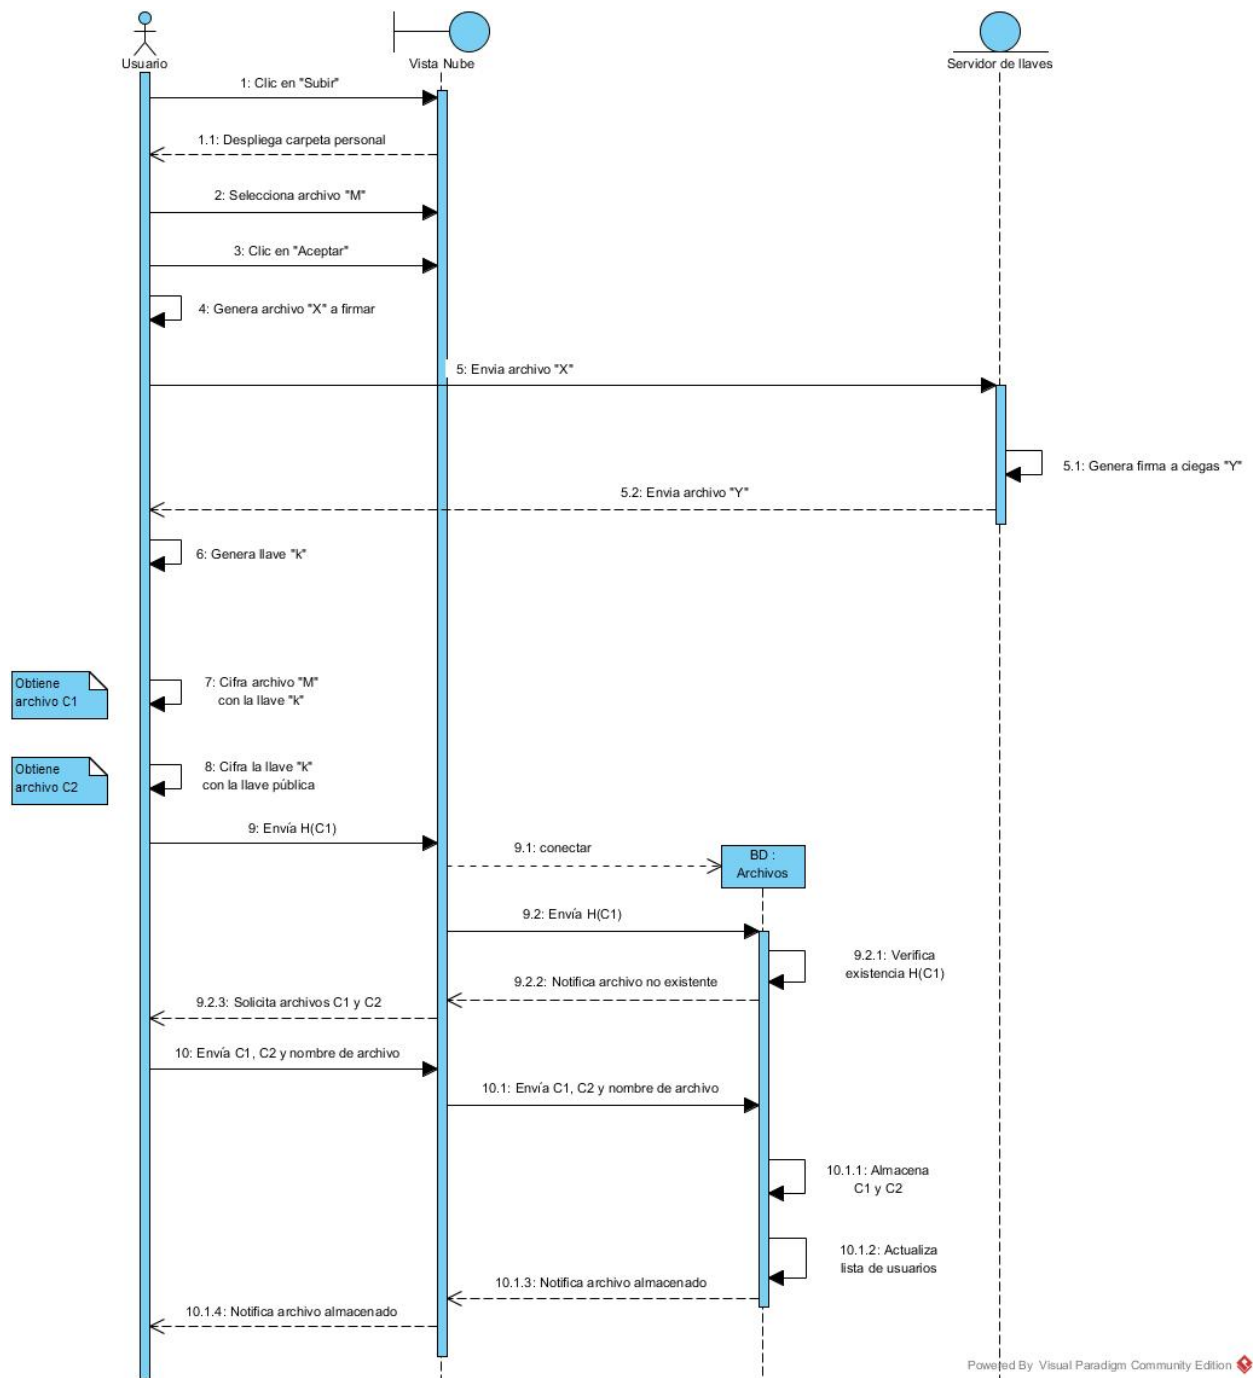 Usuario
Vista Nube
Servidor de llaves
1: Clic en "Subir"
1.1: Despliega carpeta personal
2: Selecciona archivo "M"
3: Clic en "Aceptar"
4: Genera archivo "X" a firmar
5: Envia archivo "X"
5.1: Genera firma a ciegas "Y"
5.2: Envia archivo "Y"
6: Genera llave "k"
Obtiene
archivo C1
7: Cifra archivo "M"
con la llave "k"
Obtiene
archivo C2
8: Cifra la llave "k"
con la llave pública
9: Envía H(C1)
9.1: conectar
BD :
Archivos
9.2: Envía H(C1)
9.2.1: Verifica
existencia H(C1)
9.2.2: Notifica archivo no existente
9.2.3: Solicita archivos C1 y C2
10: Envía C1, C2 y nombre de archivo
10.1: Envía C1, C2 y nombre de archivo
10.1.1: Almacena
C1 y C2
10.1.2: Actualiza
lista de usuarios
10.1.3: Notifica archivo almacenado
10.1.4: Notifica archivo almacenado
Powered By Visual Paradigm Community Edition